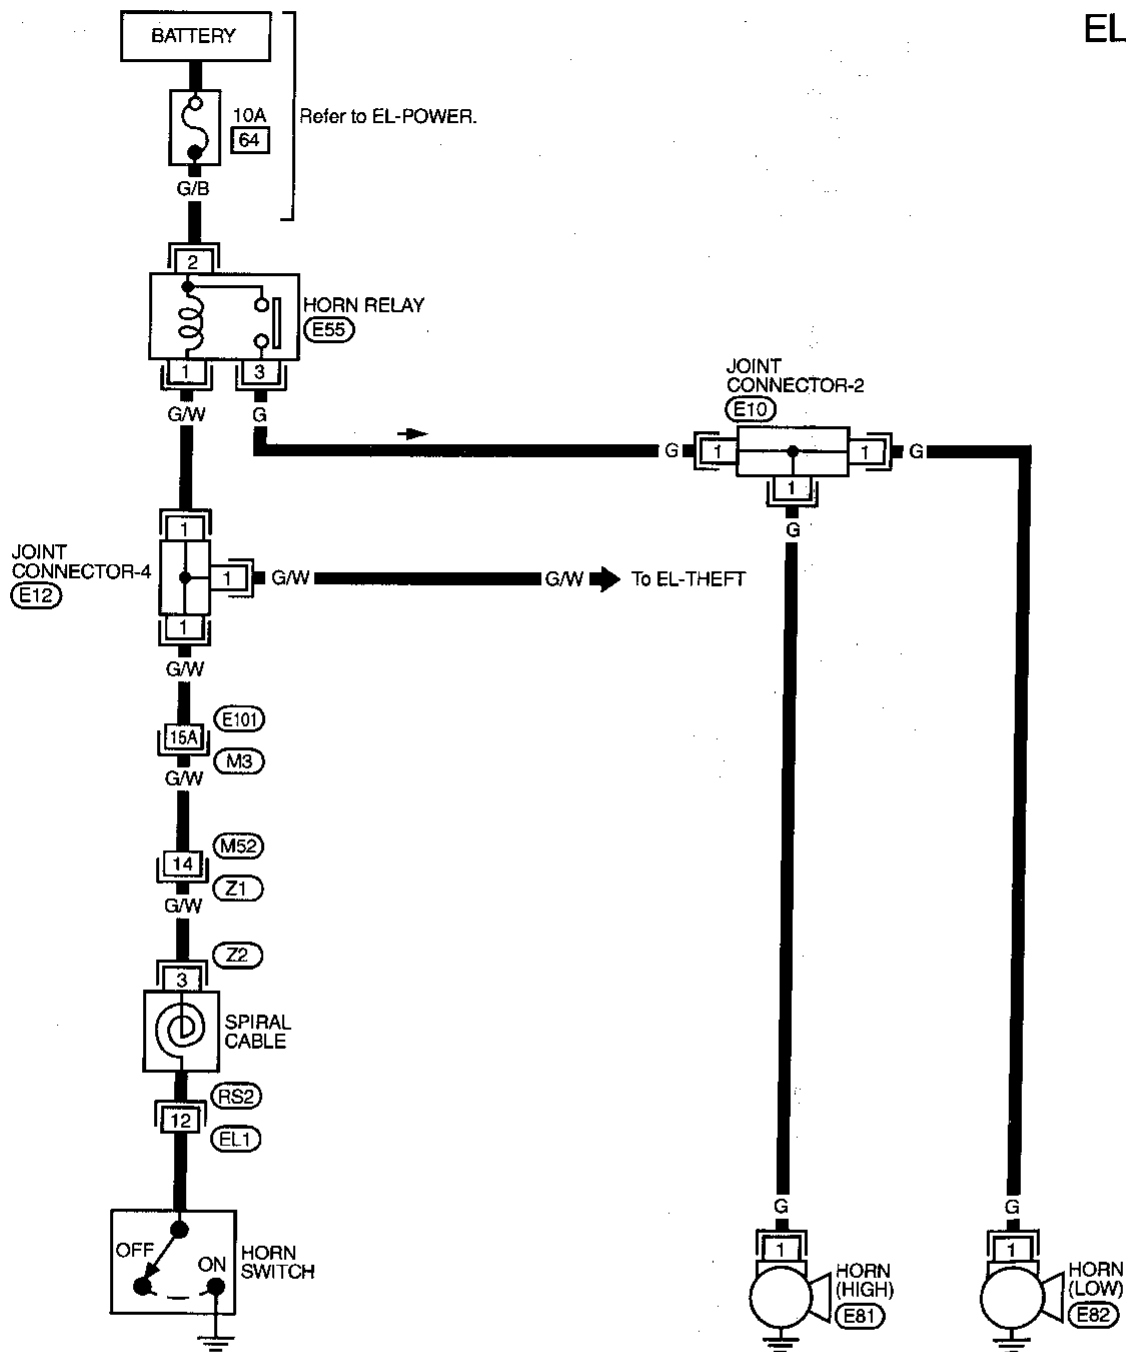 EL
BATTERY
10A
64
Refer to EL-POWER.
G/B
2
HORN RELAY
E55
1
3
G/W
G
JOINT
CONNECTOR-2
E10
G
1
1
G
1
G
1
JOINT
CONNECTOR-4
E12
1
G/W
G/W
To EL-THEFT
1
G/W
E101
15A
M3
G/W
M52
14
Z1
G/W
Z2
3
SPIRAL
CABLE
RS2
12
EL1
OFF
ON
HORN
SWITCH
G
1
HORN
(HIGH)
E81
G
1
HORN
(LOW)
E82